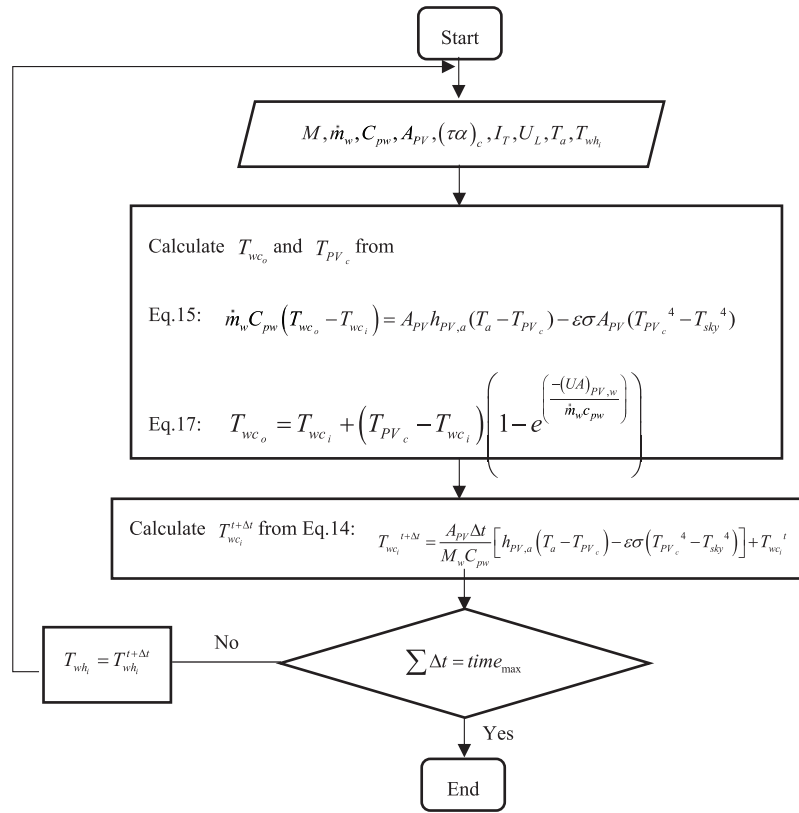 Start
M, ṁ_w, C_pw, A_PV, (τα)_c, I_T, U_L, T_a, T_wh_i
Calculate T_wc_o and T_PV_c from
Eq.15: ṁ_w C_pw (T_wc_o − T_wc_i) = A_PV h_PV,a (T_a − T_PV_c) − εσ A_PV (T_PV_c^4 − T_sky^4)
Eq.17: T_wc_o = T_wc_i + (T_PV_c − T_wc_i) (1 − e^(−(UA)_PV,w / ṁ_w c_pw))
Calculate T_wc_i^t+Δt from Eq.14: T_wc_i^t+Δt = A_PV Δt / M_w C_pw [h_PV,a (T_a − T_PV_c) − εσ (T_PV_c^4 − T_sky^4)] + T_wc_i^t
No
T_wh_i = T_wh_i^t+Δt
∑ Δt = time_max
Yes
End